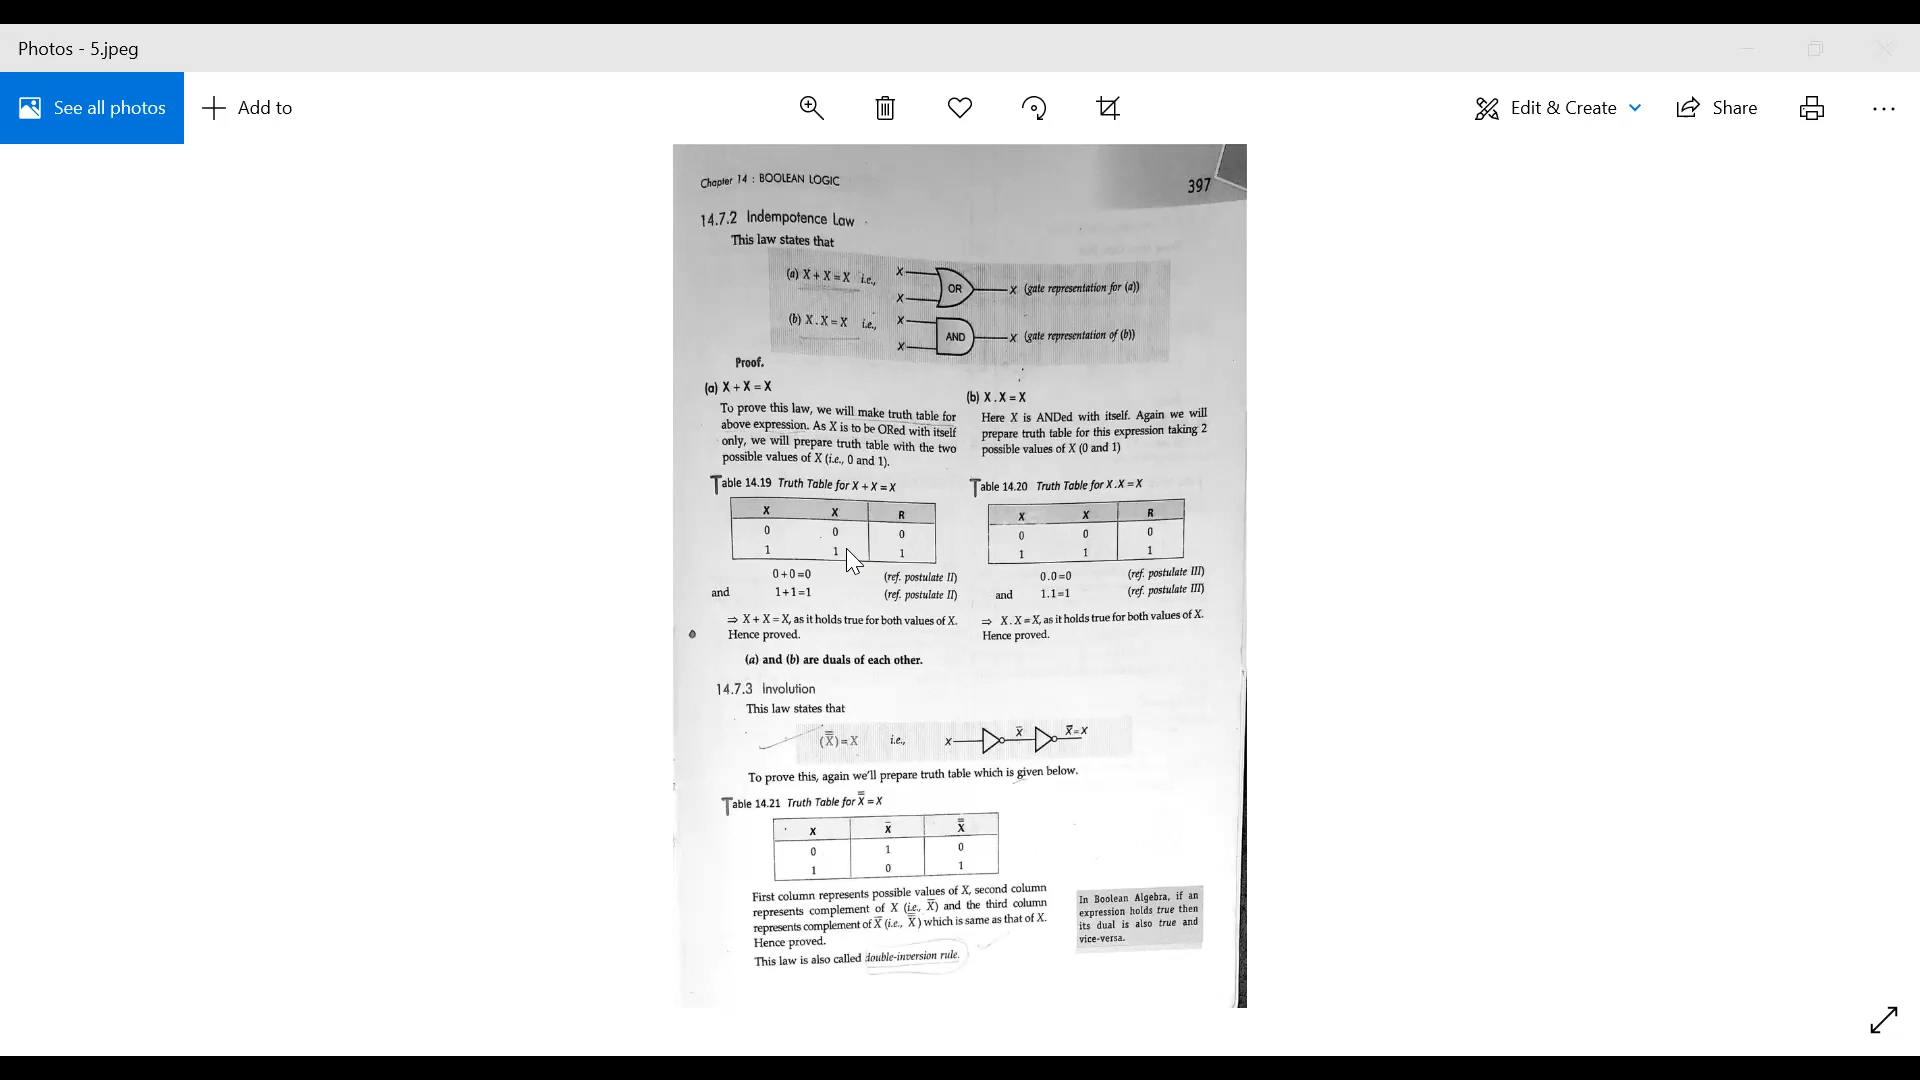 Photos - 5.jpeg
See all photos
Add to
Edit & Create
Share
Chapter 14 : BOOLEAN LOGIC
397
14.7.2 Indempotence Law
This law states that
(a) X + X = X i.e.,
X
X
OR
X (gate representation for (a))
(b) X . X = X i.e.,
X
X
AND
X (gate representation of (b))
Proof.
(a) X + X = X
To prove this law, we will make truth table for
above expression. As X is to be ORed with itself
only, we will prepare truth table with the two
possible values of X (i.e., 0 and 1).
Table 14.19 Truth Table for X + X = X
X X R
0 0 0
1 1 1
0+0=0 (ref. postulate II)
and 1+1=1 (ref. postulate II)
⇒ X + X = X, as it holds true for both values of X.
Hence proved.
(b) X . X = X
Here X is ANDed with itself. Again we will
prepare truth table for this expression taking 2
possible values of X (0 and 1)
Table 14.20 Truth Table for X .X = X
X X R
0 0 0
1 1 1
0.0=0 (ref. postulate III)
and 1.1=1 (ref. postulate III)
⇒ X . X = X, as it holds true for both values of X.
Hence proved.
(a) and (b) are duals of each other.
14.7.3 Involution
This law states that
(X̿) = X i.e., X X̅ X̿ = X
To prove this, again we'll prepare truth table which is given below.
Table 14.21 Truth Table for X̿ = X
X X̅ X̿
0 1 0
1 0 1
First column represents possible values of X, second column
represents complement of X (i.e., X̅) and the third column
represents complement of X̅ (i.e., X̿) which is same as that of X.
Hence proved.
This law is also called double-inversion rule.
In Boolean Algebra, if an
expression holds true then
its dual is also true and
vice-versa.